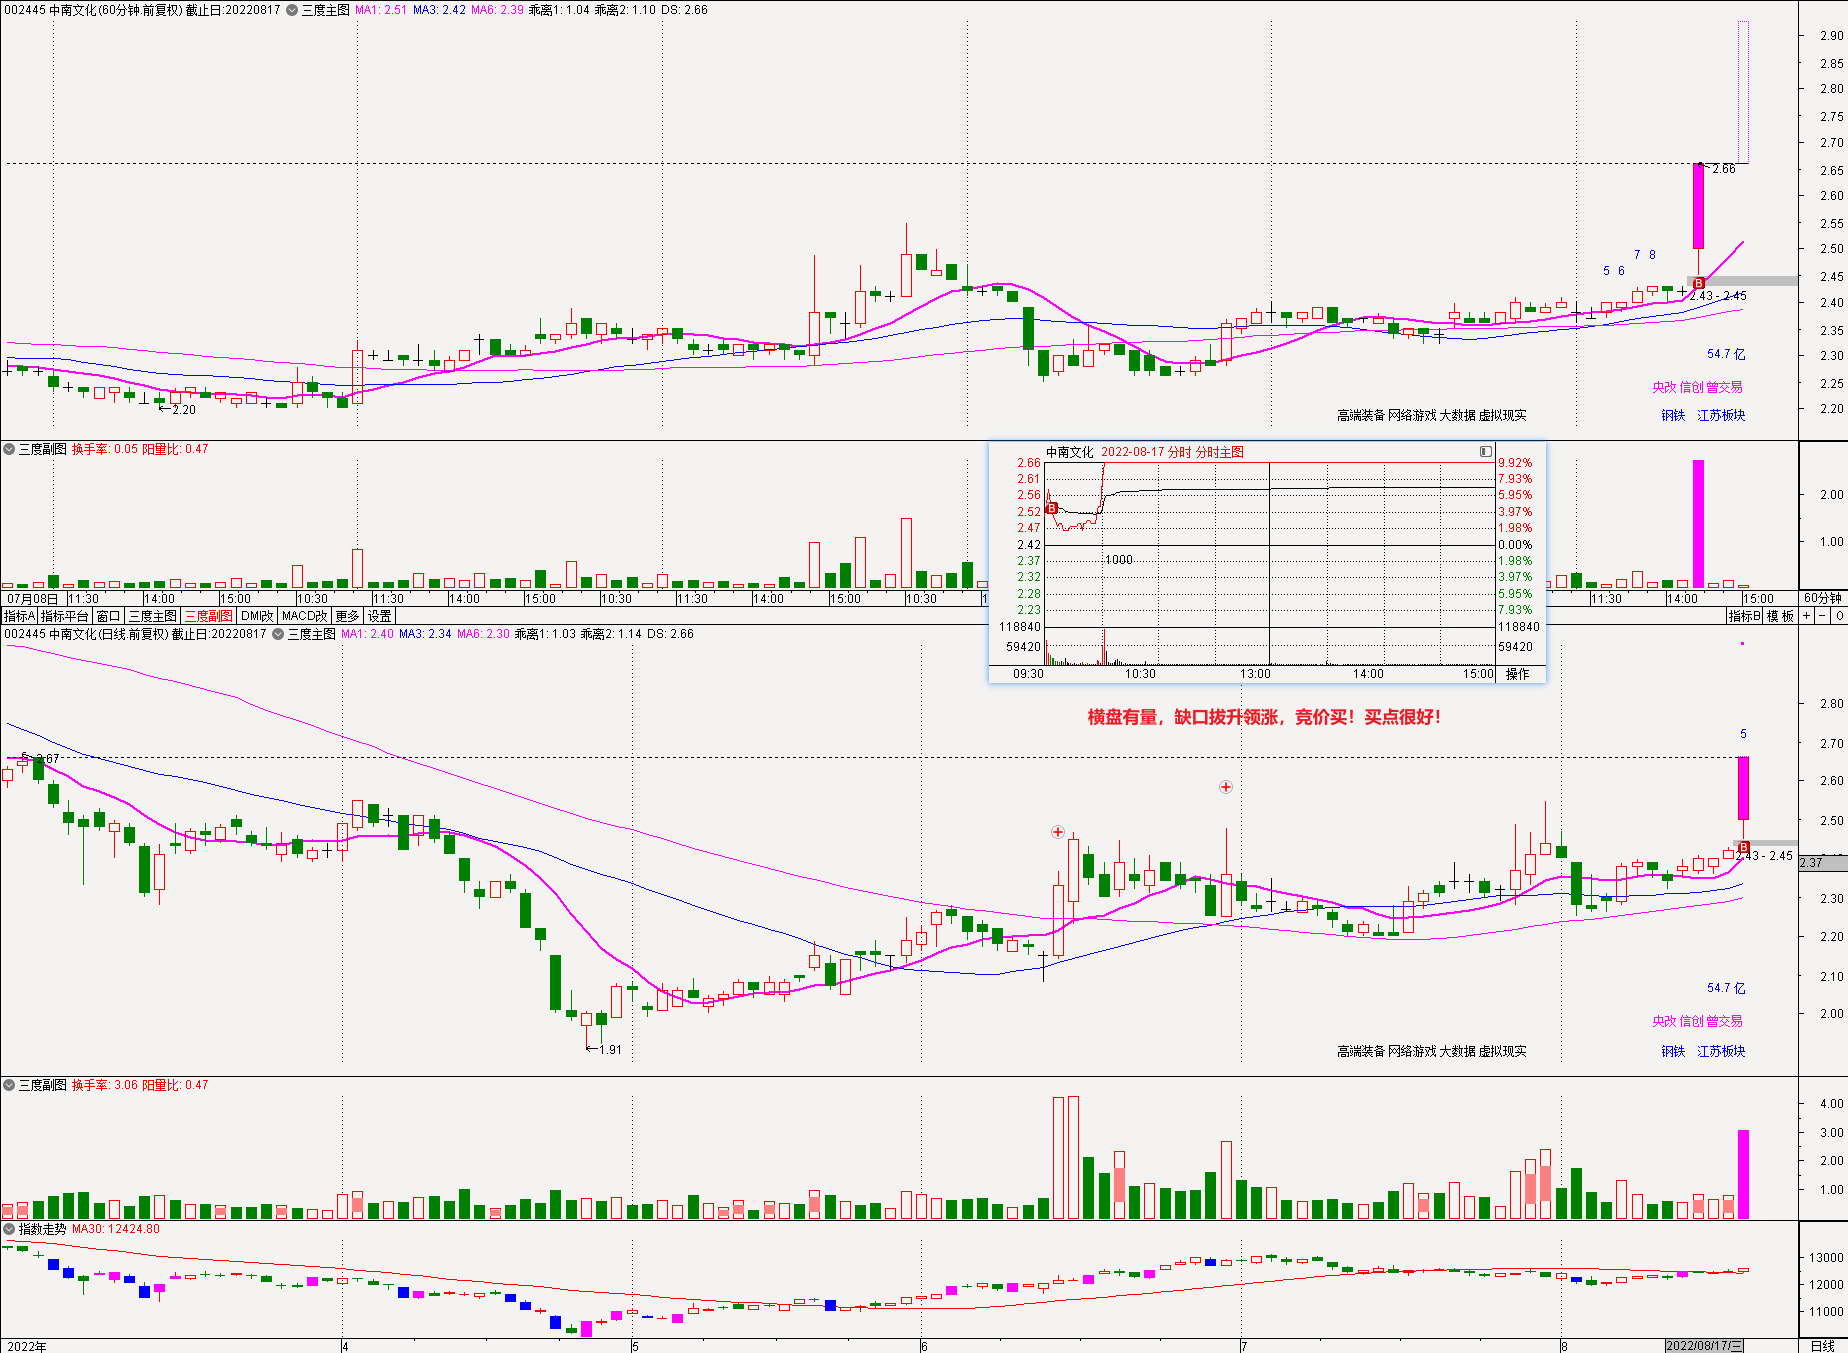 002445 中南文化(60分钟.前复权) 截止日:20220817 三度主图 MA1: 2.51 MA3: 2.42 MA6: 2.39 乖离1: 1.04 乖离2: 1.10 DS: 2.66
2.90
2.85
2.80
2.75
2.70
2.65
2.60
2.55
2.50
2.45
2.40
2.35
2.30
2.25
2.20
2.66
5 6 7 8
B
2.43 - 2.45
←2.20
54.7 亿
央改 信创 曾交易
高端装备 网络游戏 大数据 虚拟现实 钢铁 江苏板块
三度副图 换手率: 0.05 阳量比: 0.47
2.00
1.00
07月08日 11:30 14:00 15:00 10:30 11:30 14:00 15:00 10:30 11:30 14:00 15:00 10:30 11:30 14:00 15:00 60分钟
中南文化 2022-08-17 分时 分时主图
2.66 9.92%
2.61 7.93%
2.56 5.95%
2.52 B 3.97%
2.47 1.98%
2.42 0.00%
2.37 1000 1.98%
2.32 3.97%
2.28 5.95%
2.23 7.93%
118840 118840
59420 59420
09:30 10:30 13:00 14:00 15:00 操作
指标A 指标平台 窗口 三度主图 三度副图 DMI改 MACD改 更多 设置 指标B 模板 + - 0
002445 中南文化(日线.前复权) 截止日:20220817 三度主图 MA1: 2.40 MA3: 2.34 MA6: 2.30 乖离1: 1.03 乖离2: 1.14 DS: 2.66
横盘有量，缺口拔升领涨，竞价买！买点很好！
2.80
2.70
2.60
2.50
2.37
2.30
2.20
2.10
2.00
2.67
5
B
2.43 - 2.45
←1.91
54.7 亿
央改 信创 曾交易
高端装备 网络游戏 大数据 虚拟现实 钢铁 江苏板块
三度副图 换手率: 3.06 阳量比: 0.47
4.00
3.00
2.00
1.00
指数走势 MA30: 12424.80
13000
12000
11000
2022年 4 5 6 7 8 2022/08/17/三 日线